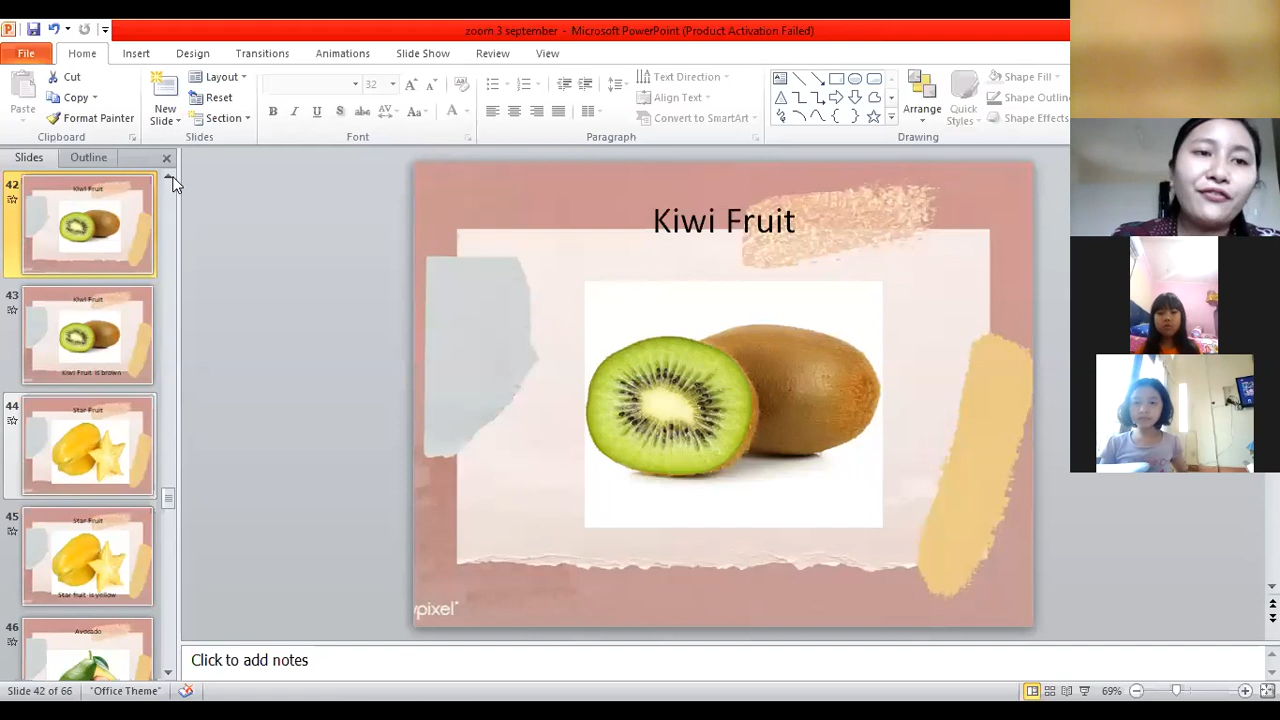 zoom 3 september - Microsoft PowerPoint (Product Activation Failed)
File Home Insert Design Transitions Animations Slide Show Review View
Paste
Cut
Copy
Format Painter
Clipboard
New
Slide
Layout
Reset
Section
Slides
32
B U S abc AV Aa A
Font
Text Direction
Align Text
Convert to SmartArt
Paragraph
Arrange
Quick
Styles
Shape Fill
Shape Outlin
Shape Effects
Drawing
Slides Outline
42
Kiwi Fruit
43
Kiwi Fruit
Kiwi Fruit is brown
44
Star Fruit
45
Star Fruit
Star fruit is yellow
46
Avocado
Kiwi Fruit
pixel
Click to add notes
Slide 42 of 66 "Office Theme" 69%